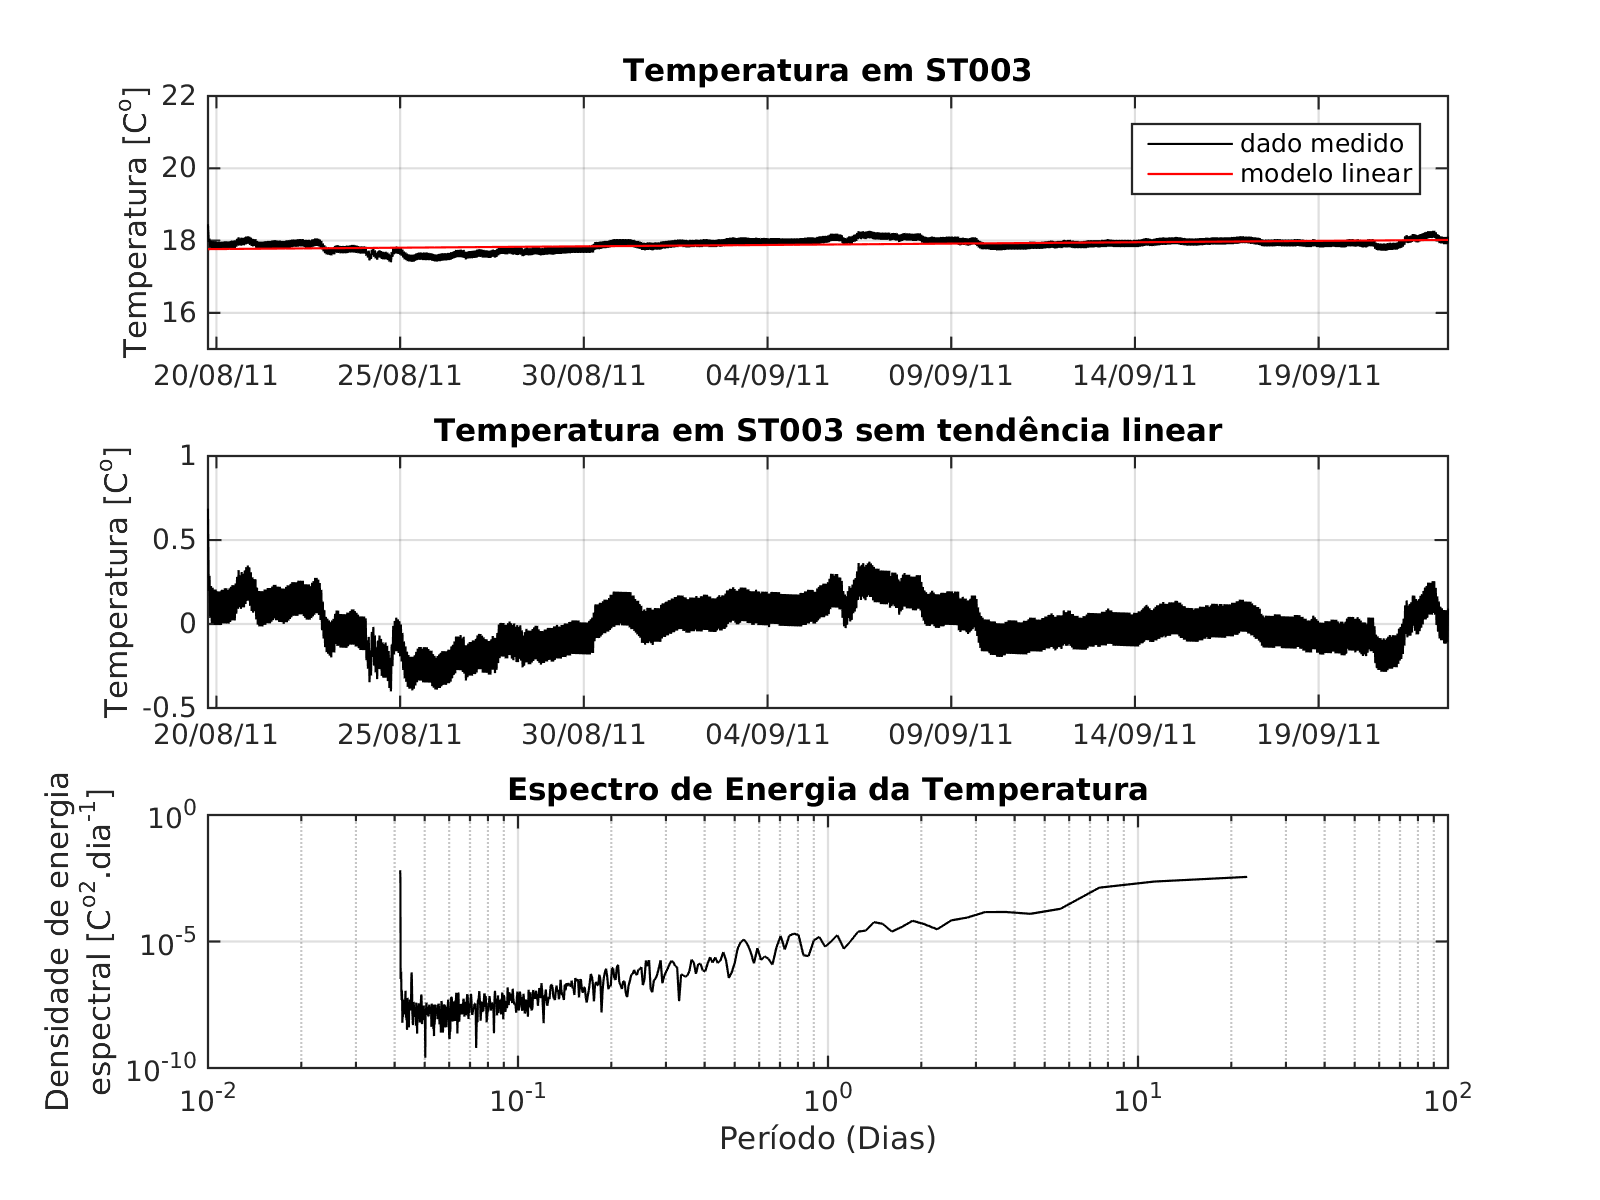 Temperatura em ST003
Temperatura [Cº]
22
20
18
16
dado medido
modelo linear
20/08/11 25/08/11 30/08/11 04/09/11 09/09/11 14/09/11 19/09/11
Temperatura em ST003 sem tendência linear
Temperatura [Cº]
1
0.5
0
-0.5
20/08/11 25/08/11 30/08/11 04/09/11 09/09/11 14/09/11 19/09/11
Espectro de Energia da Temperatura
Densidade de energia
espectral [Cº².dia⁻¹]
10⁰
10⁻⁵
10⁻¹⁰
10⁻² 10⁻¹ 10⁰ 10¹ 10²
Período (Dias)